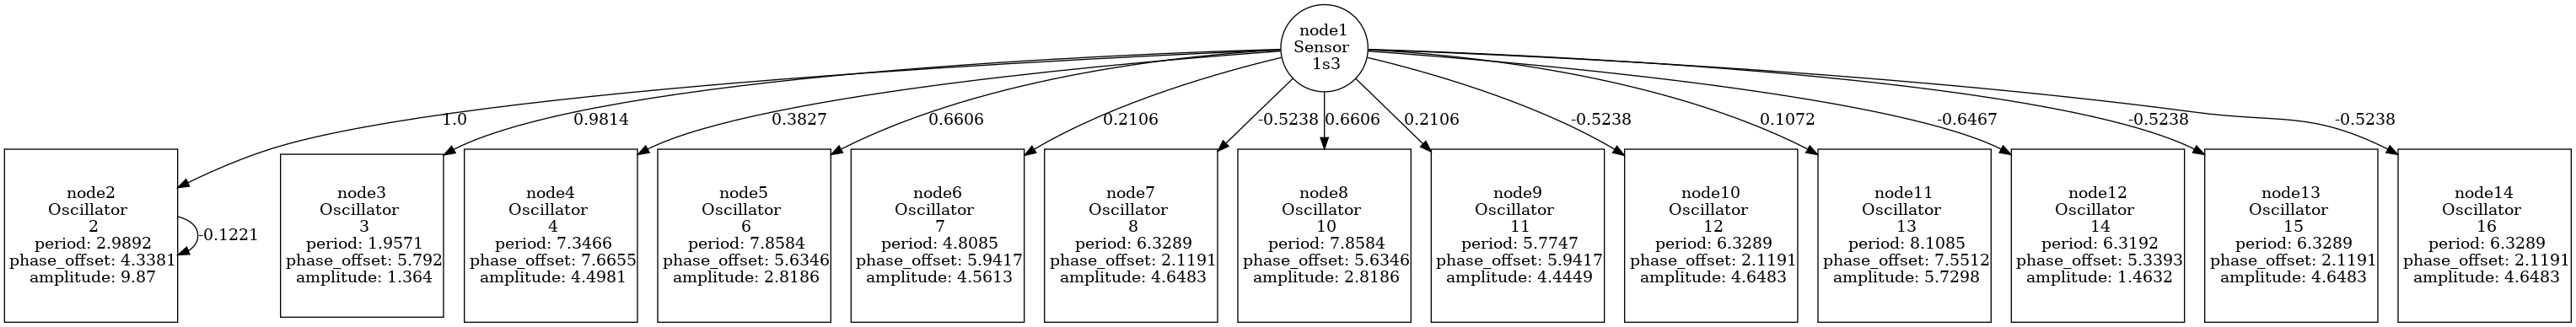 node1
Sensor
1s3
1.0
0.9814
0.3827
0.6606
0.2106
-0.5238
0.6606
0.2106
-0.5238
0.1072
-0.6467
-0.5238
-0.5238
node2
Oscillator
2
period: 2.9892
phase_offset: 4.3381
amplitude: 9.87
-0.1221
node3
Oscillator
3
period: 1.9571
phase_offset: 5.792
amplitude: 1.364
node4
Oscillator
4
period: 7.3466
phase_offset: 7.6655
amplitude: 4.4981
node5
Oscillator
6
period: 7.8584
phase_offset: 5.6346
amplitude: 2.8186
node6
Oscillator
7
period: 4.8085
phase_offset: 5.9417
amplitude: 4.5613
node7
Oscillator
8
period: 6.3289
phase_offset: 2.1191
amplitude: 4.6483
node8
Oscillator
10
period: 7.8584
phase_offset: 5.6346
amplitude: 2.8186
node9
Oscillator
11
period: 5.7747
phase_offset: 5.9417
amplitude: 4.4449
node10
Oscillator
12
period: 6.3289
phase_offset: 2.1191
amplitude: 4.6483
node11
Oscillator
13
period: 8.1085
phase_offset: 7.5512
amplitude: 5.7298
node12
Oscillator
14
period: 6.3192
phase_offset: 5.3393
amplitude: 1.4632
node13
Oscillator
15
period: 6.3289
phase_offset: 2.1191
amplitude: 4.6483
node14
Oscillator
16
period: 6.3289
phase_offset: 2.1191
amplitude: 4.6483